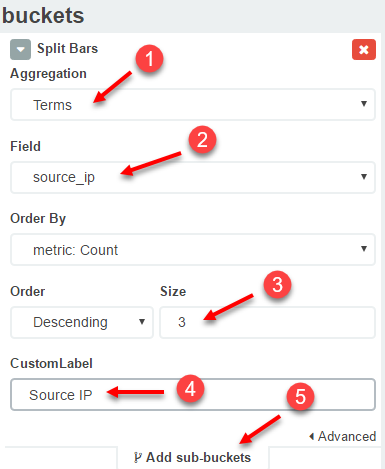 buckets
Split Bars
Aggregation
1
Terms
Field
2
source_ip
Order By
metric: Count
Order Size
3
Descending 3
CustomLabel
Source IP 4
5
Advanced
Add sub-buckets